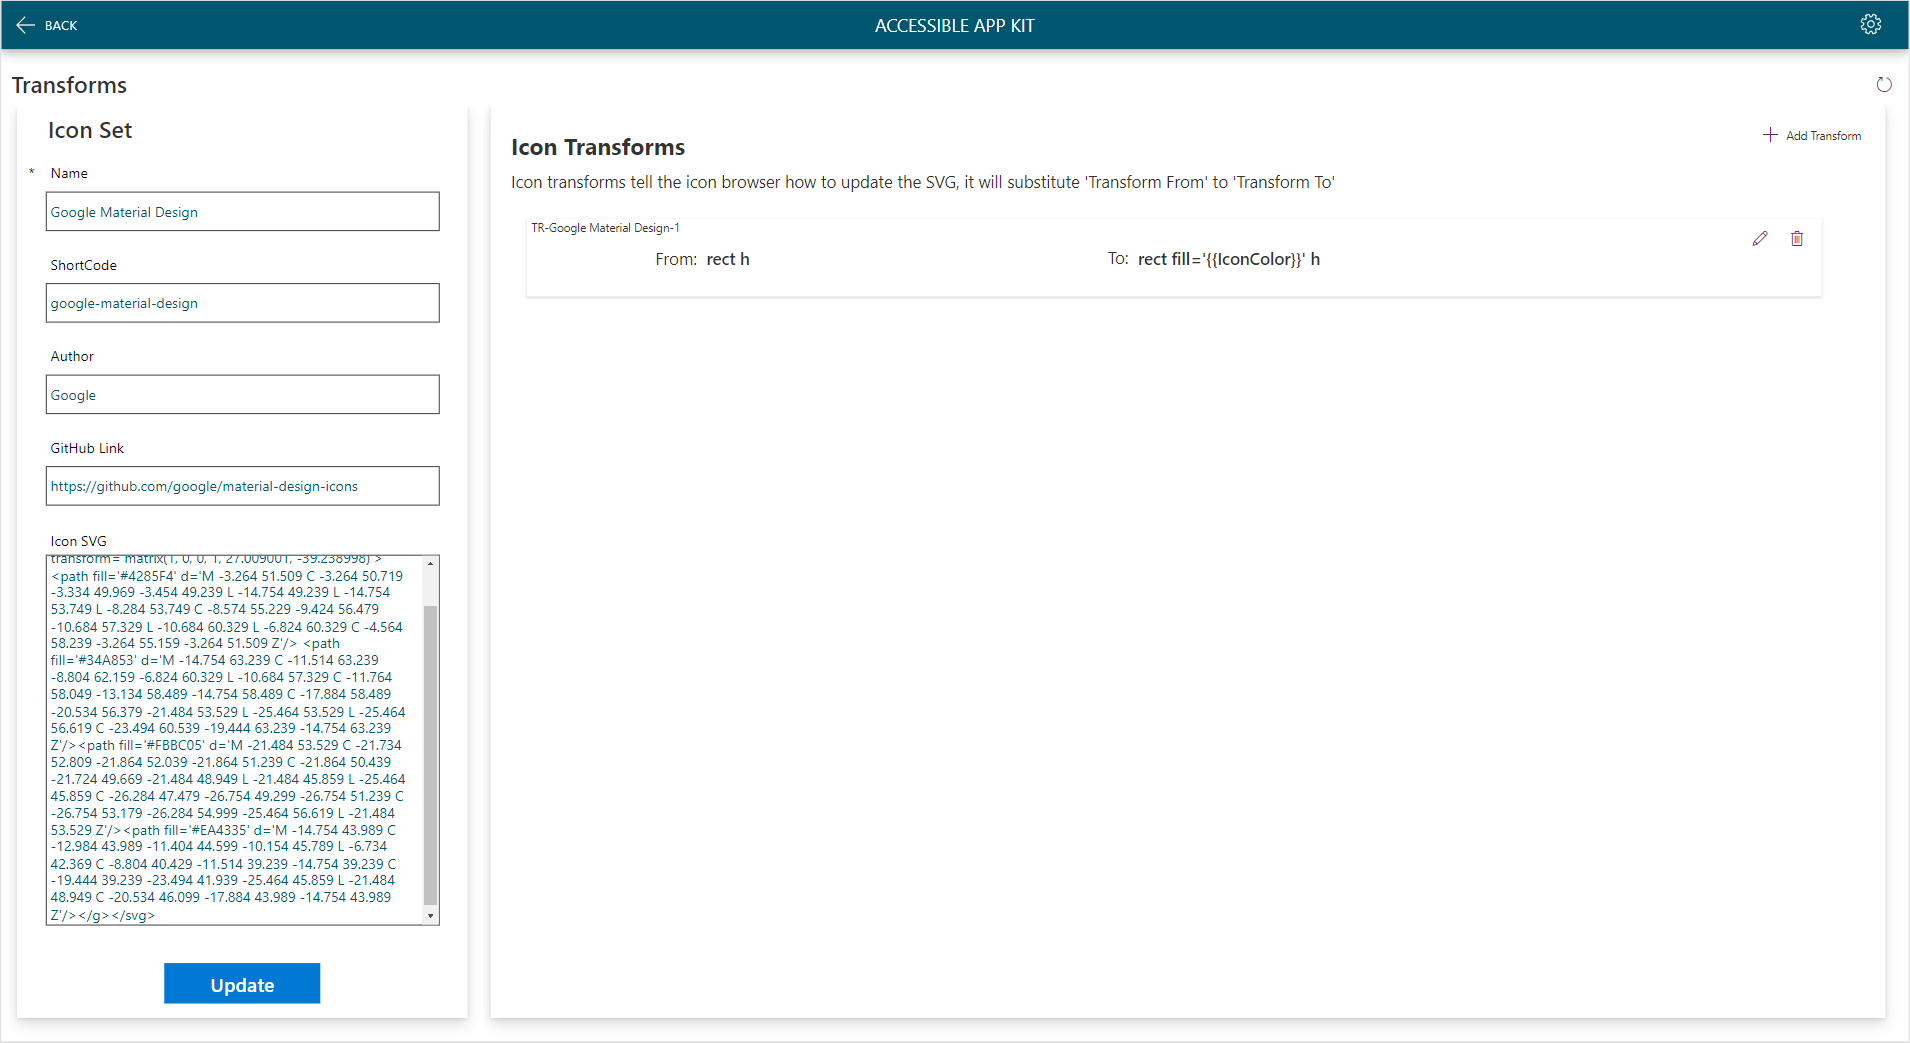 BACK
ACCESSIBLE APP KIT
Transforms
Icon Set
* Name
Google Material Design
ShortCode
google-material-design
Author
Google
GitHub Link
https://github.com/google/material-design-icons
Icon SVG
transform='matrix(1, 0, 0, 1, 27.009001, -39.238998)'>
<path fill='#4285F4' d='M -3.264 51.509 C -3.264 50.719
-3.334 49.969 -3.454 49.239 L -14.754 49.239 L -14.754
53.749 L -8.284 53.749 C -8.574 55.229 -9.424 56.479
-10.684 57.329 L -10.684 60.329 L -6.824 60.329 C -4.564
58.239 -3.264 55.159 -3.264 51.509 Z'/> <path
fill='#34A853' d='M -14.754 63.239 C -11.514 63.239
-8.804 62.159 -6.824 60.329 L -10.684 57.329 C -11.764
58.049 -13.134 58.489 -14.754 58.489 C -17.884 58.489
-20.534 56.379 -21.484 53.529 L -25.464 53.529 L -25.464
56.619 C -23.494 60.539 -19.444 63.239 -14.754 63.239
Z'/><path fill='#FBBC05' d='M -21.484 53.529 C -21.734
52.809 -21.864 52.039 -21.864 51.239 C -21.864 50.439
-21.724 49.669 -21.484 48.949 L -21.484 45.859 L -25.464
45.859 C -26.284 47.479 -26.754 49.299 -26.754 51.239 C
-26.754 53.179 -26.284 54.999 -25.464 56.619 L -21.484
53.529 Z'/><path fill='#EA4335' d='M -14.754 43.989 C
-12.984 43.989 -11.404 44.599 -10.154 45.789 L -6.734
42.369 C -8.804 40.429 -11.514 39.239 -14.754 39.239 C
-19.444 39.239 -23.494 41.939 -25.464 45.859 L -21.484
48.949 C -20.534 46.099 -17.884 43.989 -14.754 43.989
Z'/></g></svg>
Update
Add Transform
Icon Transforms
Icon transforms tell the icon browser how to update the SVG, it will substitute 'Transform From' to 'Transform To'
TR-Google Material Design-1
From: rect h
To: rect fill='{{IconColor}}' h